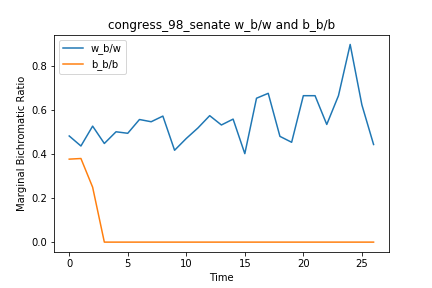 congress_98_senate w_b/w and b_b/b
w_b/w
b_b/b
Marginal Bichromatic Ratio
0.8
0.6
0.4
0.2
0.0
0 5 10 15 20 25
Time